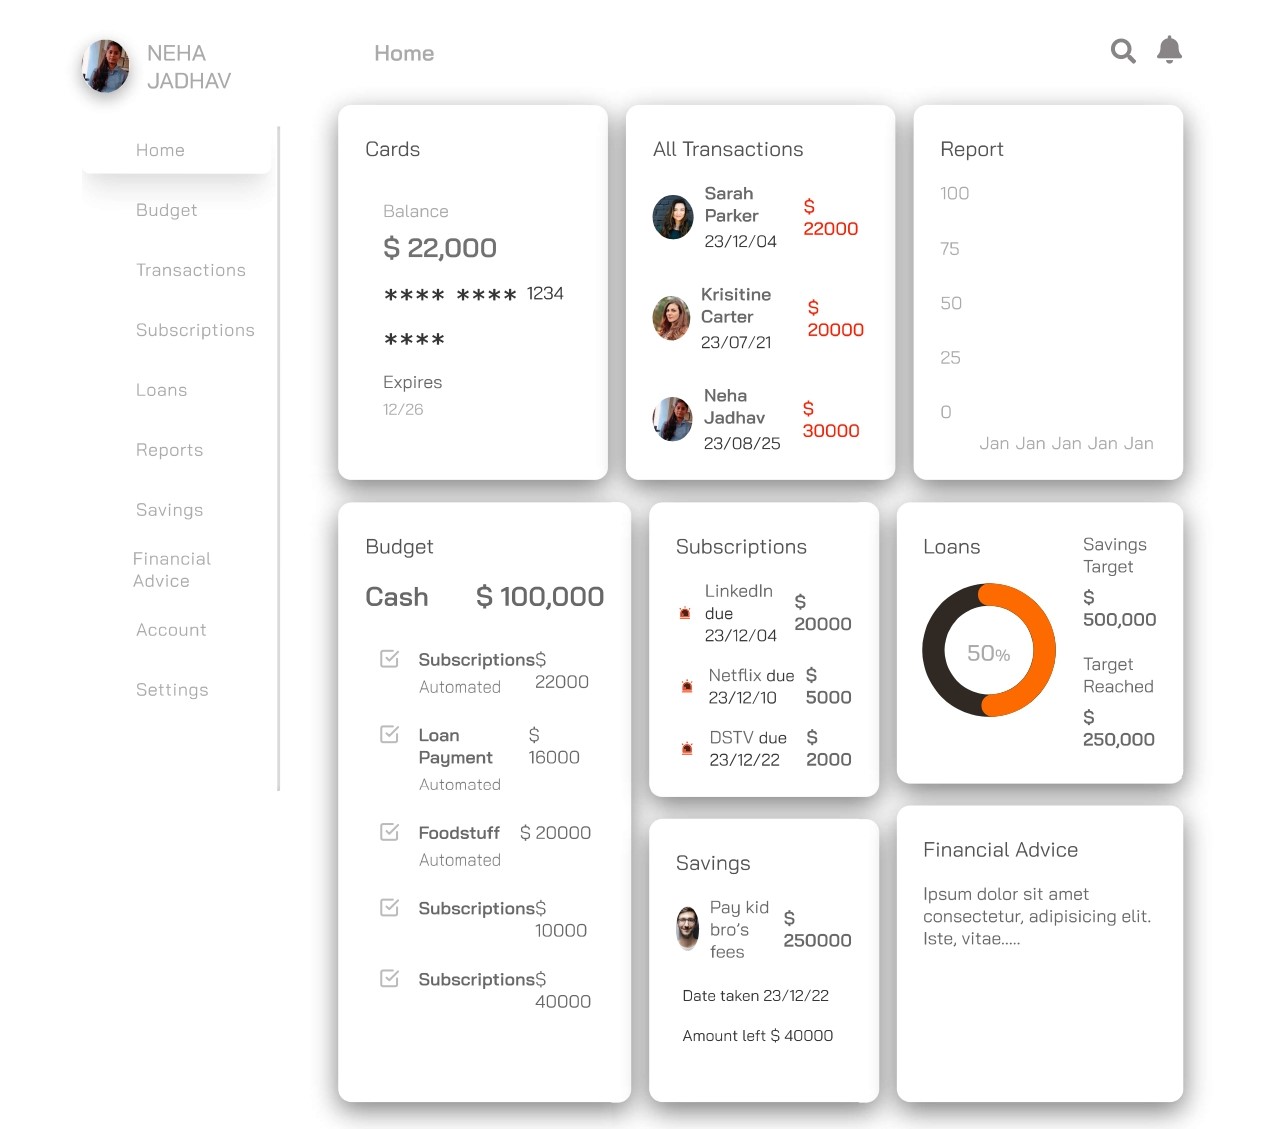 NEHA
JADHAV
Home
Home
Budget
Transactions
Subscriptions
Loans
Reports
Savings
Financial
Advice
Account
Settings
Cards
Balance
$ 22,000
**** **** 1234
****
Expires
12/26
All Transactions
Sarah
Parker
23/12/04
$
22000
Krisitine
Carter
23/07/21
$
20000
Neha
Jadhav
23/08/25
$
30000
Report
100
75
50
25
0
Jan Jan Jan Jan Jan
Budget
Cash $ 100,000
Subscriptions$
22000
Automated
Loan
Payment
$
16000
Automated
Foodstuff $ 20000
Automated
Subscriptions$
10000
Subscriptions$
40000
Subscriptions
LinkedIn
due
23/12/04
$
20000
Netflix due
23/12/10
$
5000
DSTV due
23/12/22
$
2000
Savings
Pay kid
bro's
fees
$
250000
Date taken 23/12/22
Amount left $ 40000
Loans
50%
Savings
Target
$
500,000
Target
Reached
$
250,000
Financial Advice
Ipsum dolor sit amet
consectetur, adipisicing elit.
Iste, vitae.....